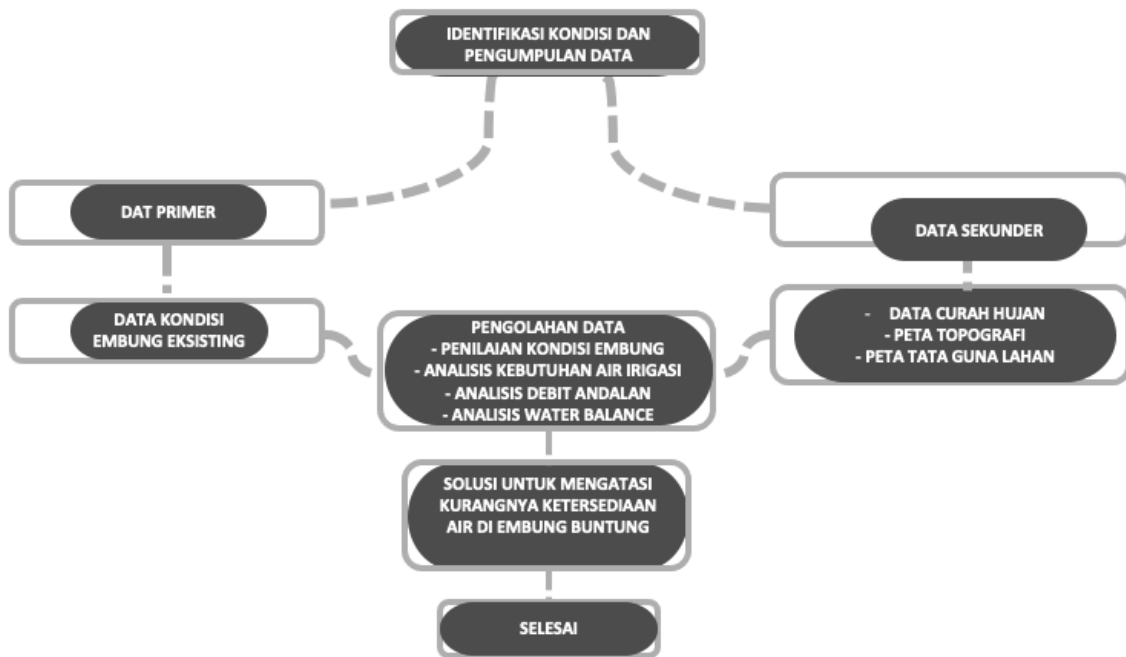 IDENTIFIKASI KONDISI DAN
PENGUMPULAN DATA
DAT PRIMER
DATA SEKUNDER
DATA KONDISI
EMBUNG EKSISTING
PENGOLAHAN DATA
- PENILAIAN KONDISI EMBUNG
- ANALISIS KEBUTUHAN AIR IRIGASI
- ANALISIS DEBIT ANDALAN
- ANALISIS WATER BALANCE
- DATA CURAH HUJAN
- PETA TOPOGRAFI
- PETA TATA GUNA LAHAN
SOLUSI UNTUK MENGATASI
KURANGNYA KETERSEDIAAN
AIR DI EMBUNG BUNTUNG
SELESAI